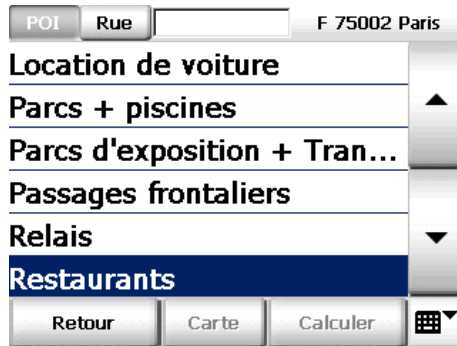 POI Rue F 75002 Paris
Location de voiture
Parcs + piscines
Parcs d'exposition + Tran...
Passages frontaliers
Relais
Restaurants
Retour Carte Calculer